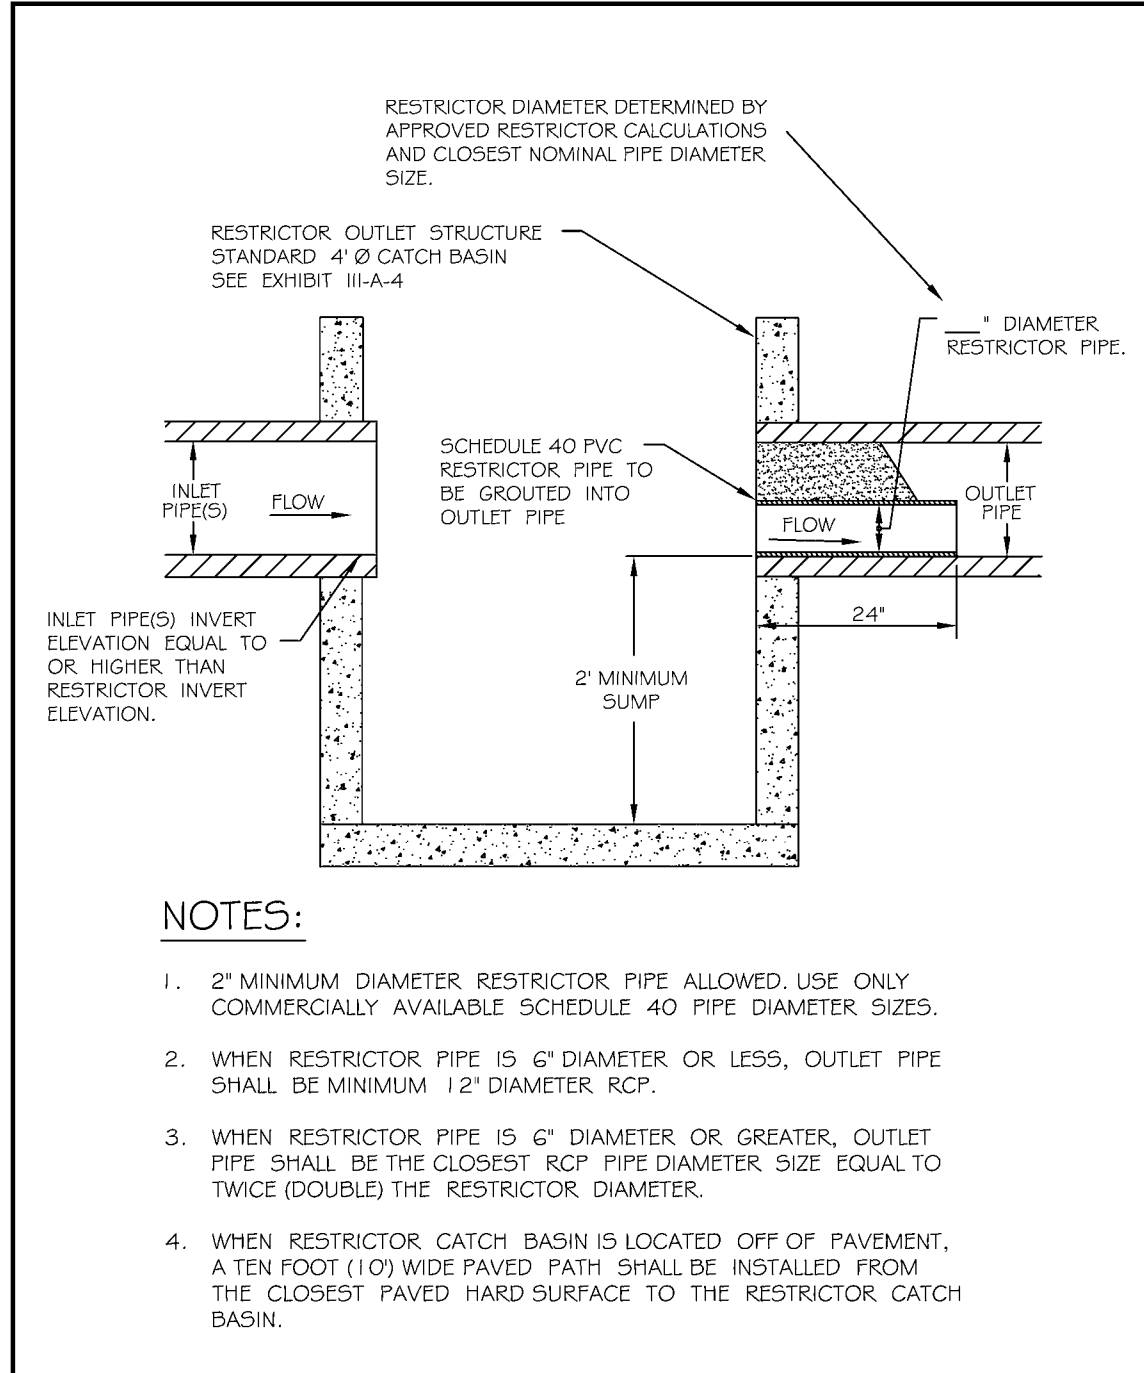 RESTRICTOR DIAMETER DETERMINED BY
APPROVED RESTRICTOR CALCULATIONS
AND CLOSEST NOMINAL PIPE DIAMETER
SIZE.
RESTRICTOR OUTLET STRUCTURE
STANDARD 4' Ø CATCH BASIN
SEE EXHIBIT III-A-4
___" DIAMETER
RESTRICTOR PIPE.
SCHEDULE 40 PVC
RESTRICTOR PIPE TO
BE GROUTED INTO
OUTLET PIPE
INLET
PIPE(S)
FLOW
FLOW
OUTLET
PIPE
INLET PIPE(S) INVERT
ELEVATION EQUAL TO
OR HIGHER THAN
RESTRICTOR INVERT
ELEVATION.
24"
2' MINIMUM
SUMP
NOTES:
1. 2" MINIMUM DIAMETER RESTRICTOR PIPE ALLOWED. USE ONLY
COMMERCIALLY AVAILABLE SCHEDULE 40 PIPE DIAMETER SIZES.
2. WHEN RESTRICTOR PIPE IS 6" DIAMETER OR LESS, OUTLET PIPE
SHALL BE MINIMUM 12" DIAMETER RCP.
3. WHEN RESTRICTOR PIPE IS 6" DIAMETER OR GREATER, OUTLET
PIPE SHALL BE THE CLOSEST RCP PIPE DIAMETER SIZE EQUAL TO
TWICE (DOUBLE) THE RESTRICTOR DIAMETER.
4. WHEN RESTRICTOR CATCH BASIN IS LOCATED OFF OF PAVEMENT,
A TEN FOOT (10') WIDE PAVED PATH SHALL BE INSTALLED FROM
THE CLOSEST PAVED HARD SURFACE TO THE RESTRICTOR CATCH
BASIN.